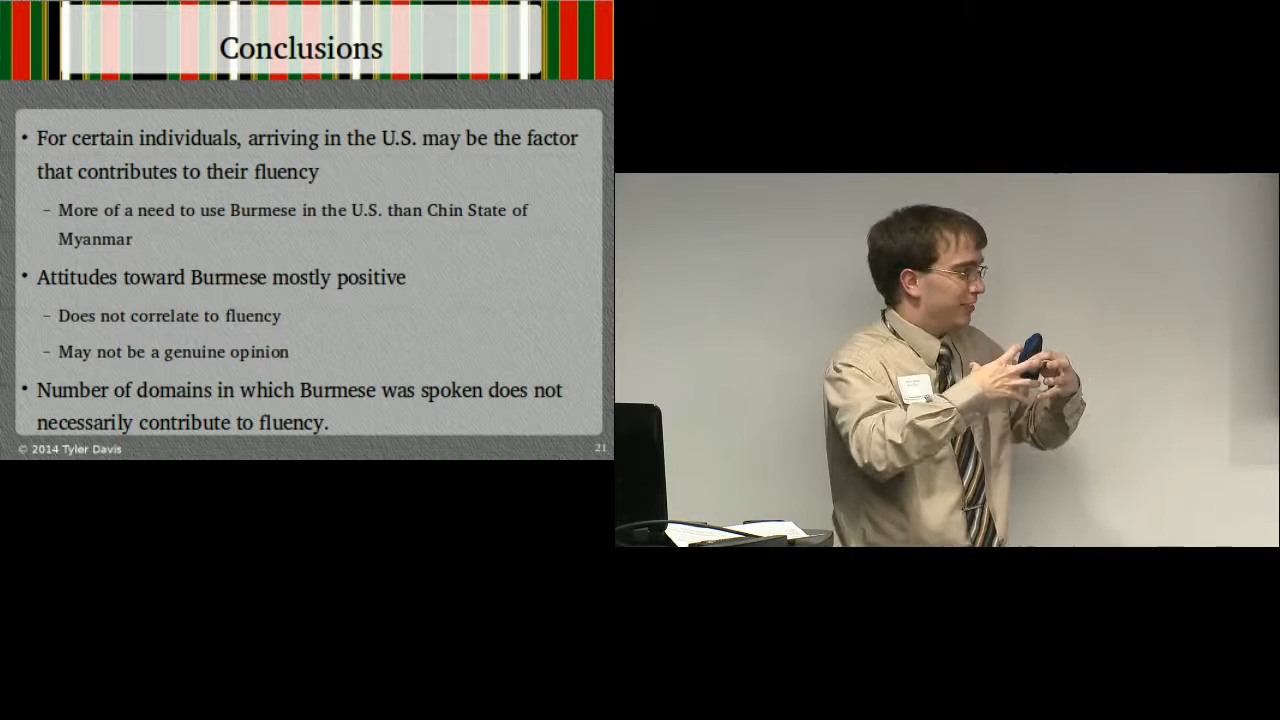 Conclusions
• For certain individuals, arriving in the U.S. may be the factor
that contributes to their fluency
– More of a need to use Burmese in the U.S. than Chin State of
Myanmar
• Attitudes toward Burmese mostly positive
– Does not correlate to fluency
– May not be a genuine opinion
• Number of domains in which Burmese was spoken does not
necessarily contribute to fluency.
© 2014 Tyler Davis
21